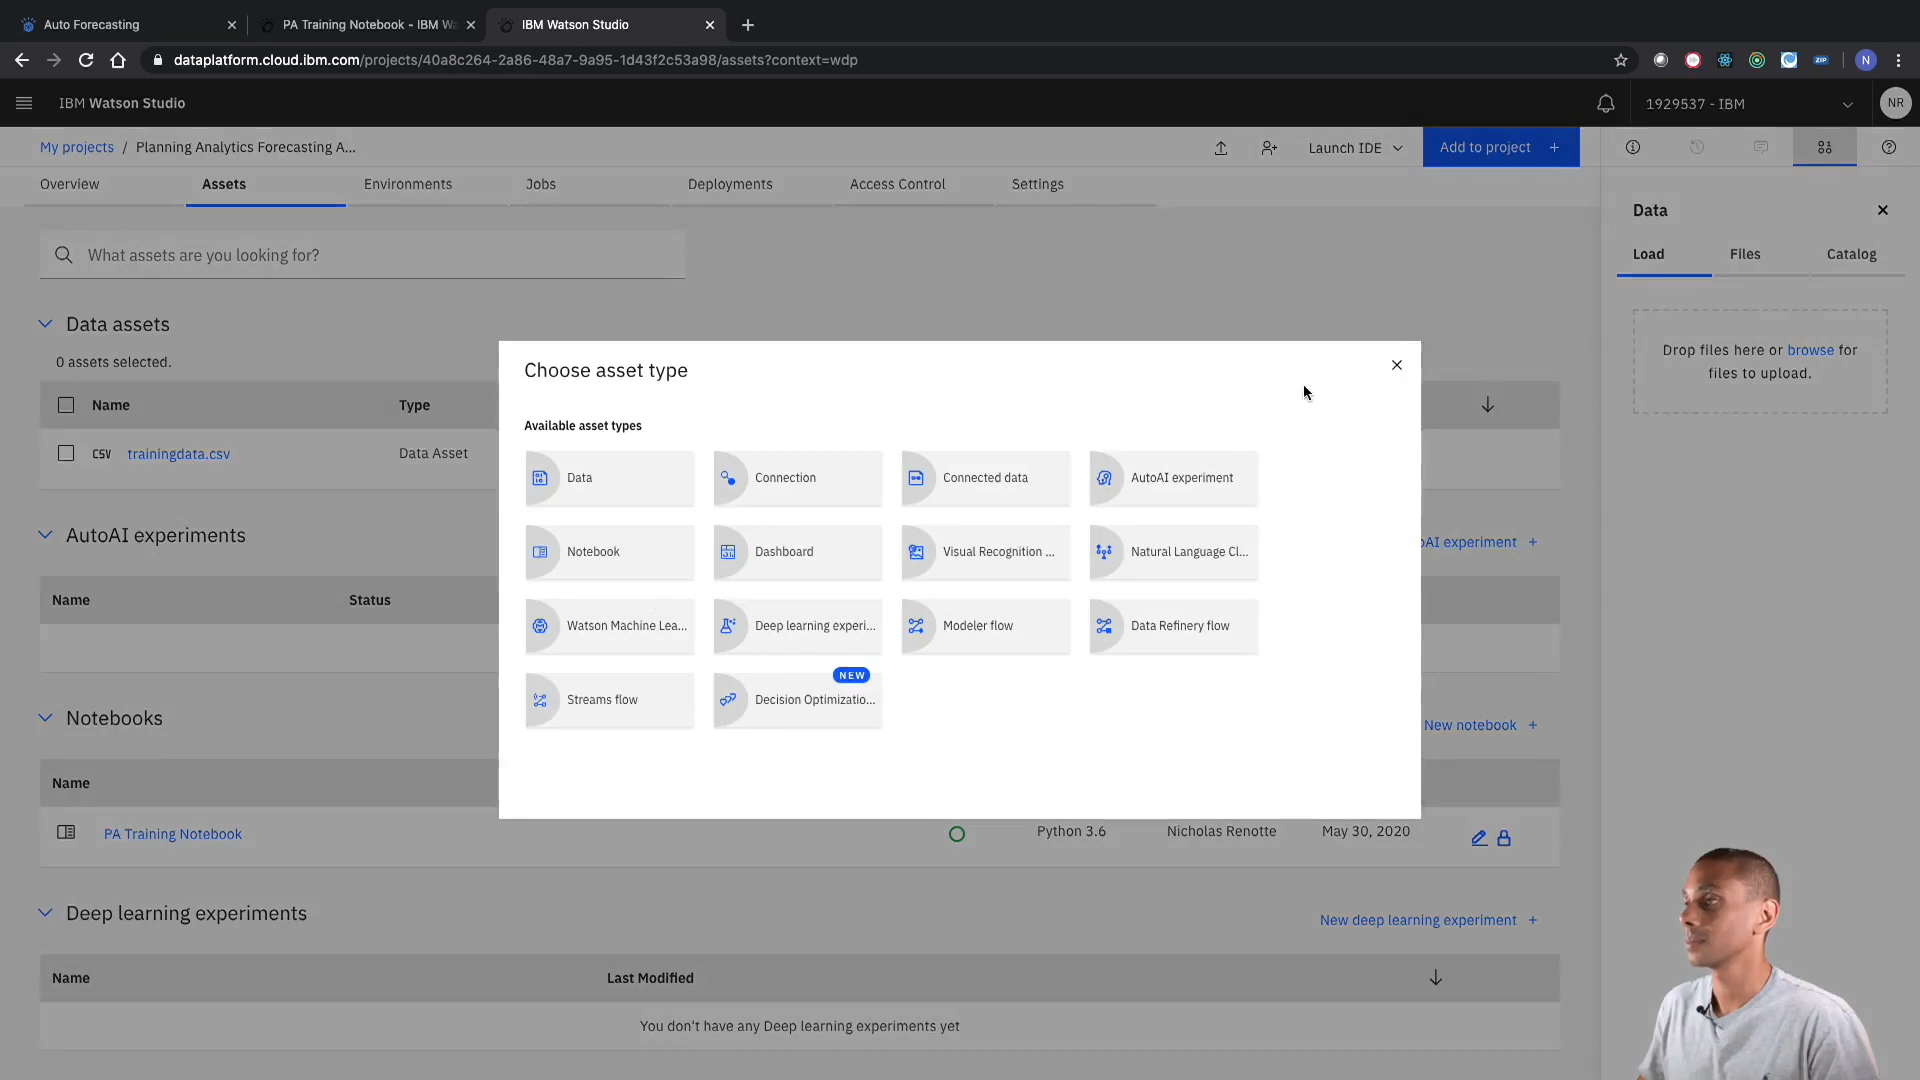 Auto Forecasting
PA Training Notebook - IBM Wa
IBM Watson Studio
dataplatform.cloud.ibm.com/projects/40a8c264-2a86-48a7-9a95-1d43f2c53a98/assets?context=wdp
ZIP
N
IBM Watson Studio
1929537 - IBM
NR
My projects / Planning Analytics Forecasting A...
Launch IDE
Add to project +
Overview
Assets
Environments
Jobs
Deployments
Access Control
Settings
Data
Load
Files
Catalog
What assets are you looking for?
Drop files here or browse for
files to upload.
Data assets
0 assets selected.
Name
Type
CSV trainingdata.csv
Data Asset
Choose asset type
Available asset types
Data
Connection
Connected data
AutoAI experiment
Notebook
Dashboard
Visual Recognition ...
Natural Language Cl...
Watson Machine Lea...
Deep learning experi...
Modeler flow
Data Refinery flow
NEW
Streams flow
Decision Optimizatio...
AutoAI experiments
oAI experiment +
Name
Status
Notebooks
New notebook +
Name
PA Training Notebook
Python 3.6
Nicholas Renotte
May 30, 2020
Deep learning experiments
New deep learning experiment +
Name
Last Modified
You don't have any Deep learning experiments yet